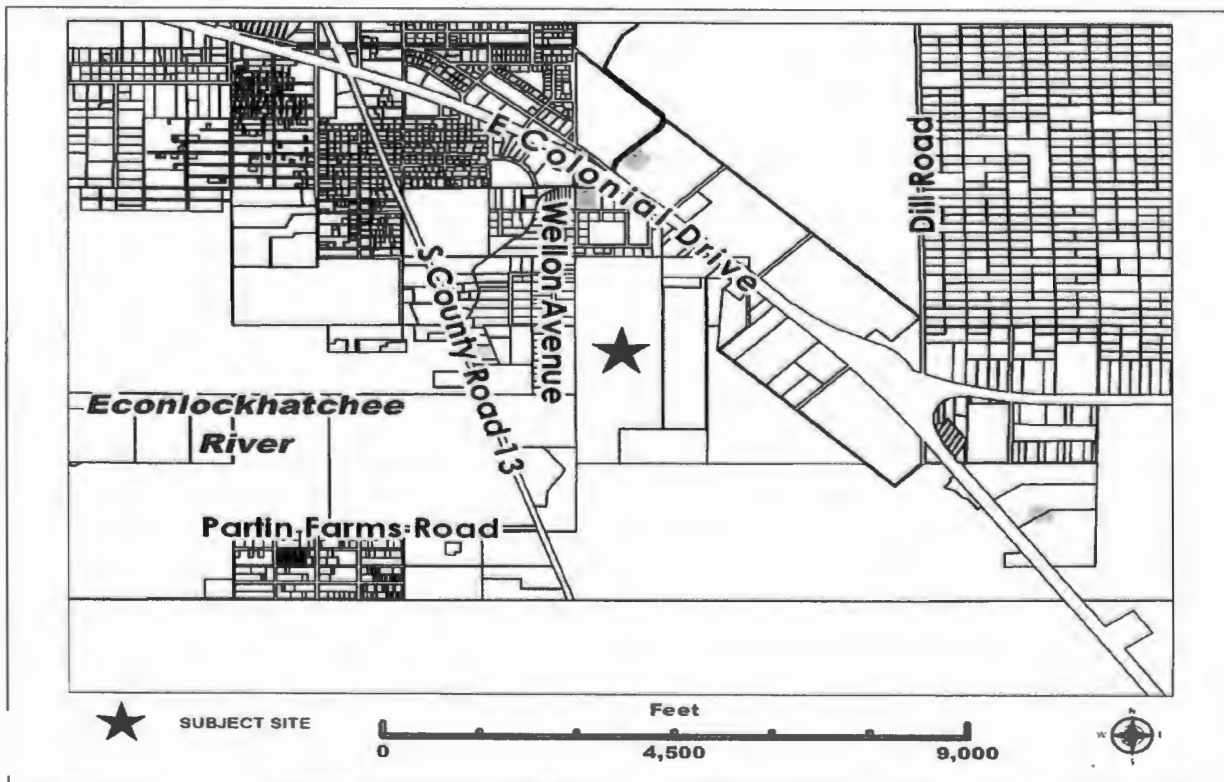 E. Colonial Drive
Dill Road
Wellon Avenue
S County Road 13
Econlockhatchee
River
Partin Farms Road
SUBJECT SITE
Feet
0 4,500 9,000
N
W
S